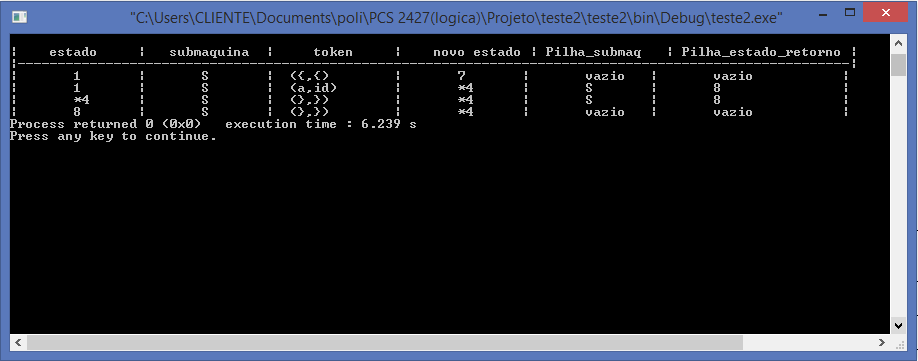 "C:\Users\CLIENTE\Documents\poli\PCS 2427(logica)\Projeto\teste2\teste2\bin\Debug\teste2.exe"
¦ estado ¦ submaquina ¦ token ¦ novo estado ¦ Pilha_submaq ¦ Pilha_estado_retorno ¦
¦-------------------------------------------------------------------------------------------------------¦
¦ 1 ¦ S ¦ ({,{) ¦ 7 ¦ vazio ¦ vazio ¦
¦ 1 ¦ S ¦ (a,id) ¦ *4 ¦ S ¦ 8 ¦
¦ *4 ¦ S ¦ (},}) ¦ *4 ¦ S ¦ 8 ¦
¦ 8 ¦ S ¦ (},}) ¦ *4 ¦ vazio ¦ vazio ¦
Process returned 0 (0x0) execution time : 6.239 s
Press any key to continue.